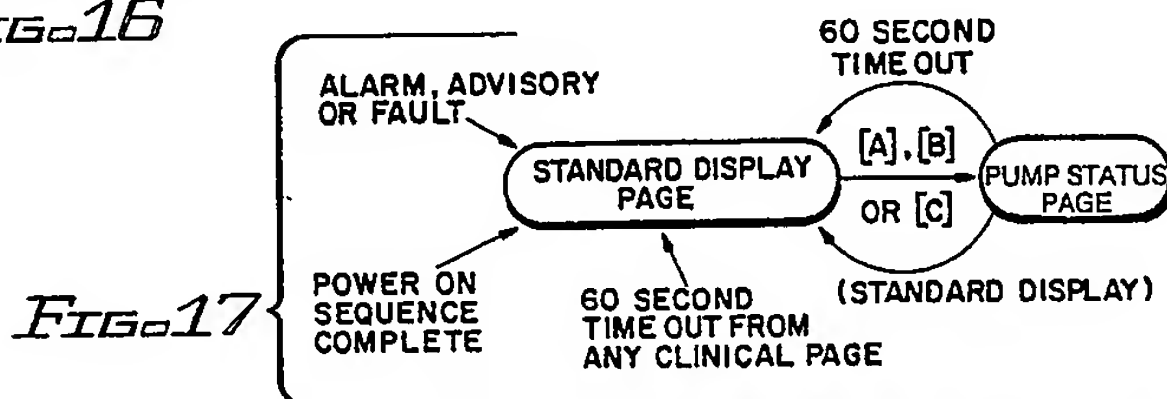 FIG. 16
60 SECOND
TIME OUT
ALARM, ADVISORY
OR FAULT
[A], [B]
STANDARD DISPLAY
PAGE
PUMP STATUS
PAGE
OR [C]
POWER ON
SEQUENCE
COMPLETE
60 SECOND
TIME OUT FROM
ANY CLINICAL PAGE
(STANDARD DISPLAY)
FIG. 17